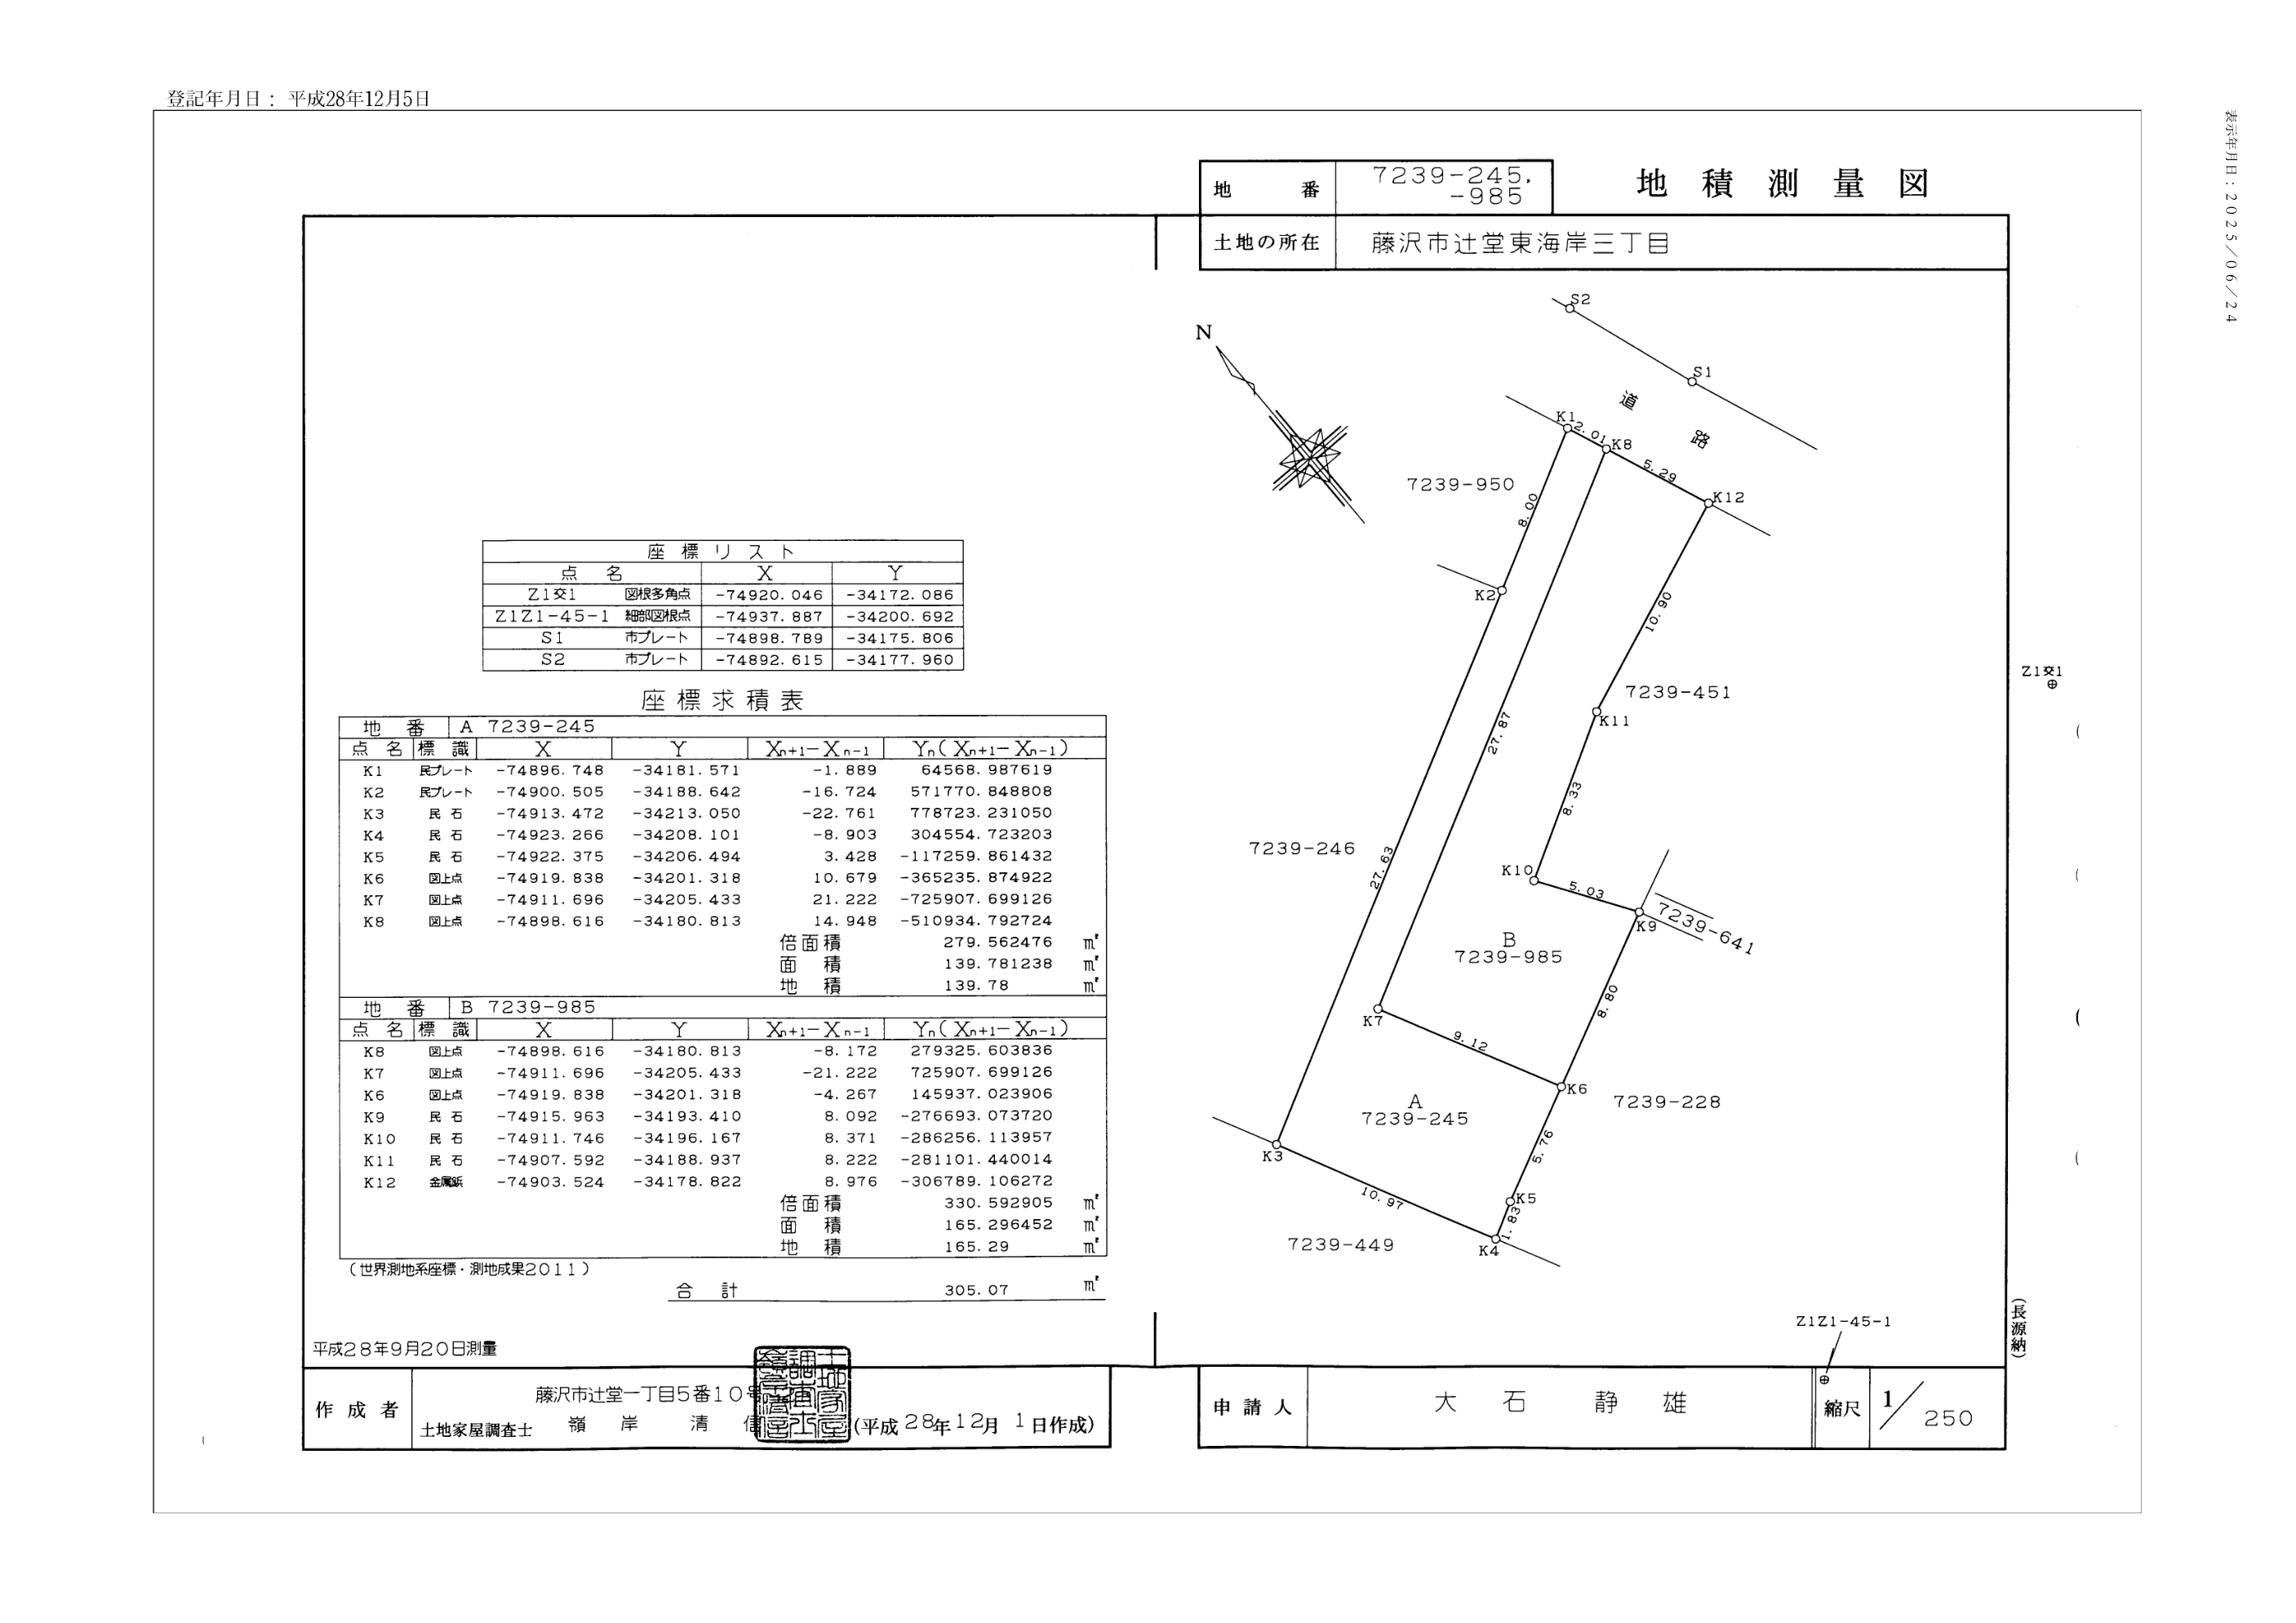 登記年月日：平成28年12月5日
表示年月日：2025／06／24
地番 7239-245, -985
地積測量図
土地の所在 藤沢市辻堂東海岸三丁目
座標リスト
点名 X Y
Z1交1 図根多角点 -74920.046 -34172.086
Z1Z1-45-1 細部図根点 -74937.887 -34200.692
S1 市プレート -74898.789 -34175.806
S2 市プレート -74892.615 -34177.960
座標求積表
地番 A 7239-245
点名 標識 X Y Xn+1-Xn-1 Yn(Xn+1-Xn-1)
K1 民プレート -74896.748 -34181.571 -1.889 64568.987619
K2 民プレート -74900.505 -34188.642 -16.724 571770.848808
K3 民石 -74913.472 -34213.050 -22.761 778723.231050
K4 民石 -74923.266 -34208.101 -8.903 304554.723203
K5 民石 -74922.375 -34206.494 3.428 -117259.861432
K6 図上点 -74919.838 -34201.318 10.679 -365235.874922
K7 図上点 -74911.696 -34205.433 21.222 -725907.699126
K8 図上点 -74898.616 -34180.813 14.948 -510934.792724
倍面積 279.562476 ㎡
面積 139.781238 ㎡
地積 139.78 ㎡
地番 B 7239-985
点名 標識 X Y Xn+1-Xn-1 Yn(Xn+1-Xn-1)
K8 図上点 -74898.616 -34180.813 -8.172 279325.603836
K7 図上点 -74911.696 -34205.433 -21.222 725907.699126
K6 図上点 -74919.838 -34201.318 -4.267 145937.023906
K9 民石 -74915.963 -34193.410 8.092 -276693.073720
K10 民石 -74911.746 -34196.167 8.371 -286256.113957
K11 民石 -74907.592 -34188.937 8.222 -281101.440014
K12 金属鋲 -74903.524 -34178.822 8.976 -306789.106272
倍面積 330.592905 ㎡
面積 165.296452 ㎡
地積 165.29 ㎡
（世界測地系座標・測地成果2011）
合計 305.07 ㎡
平成28年9月20日測量
作成者
藤沢市辻堂一丁目5番10号
土地家屋調査士 嶺岸清信
(平成28年12月1日作成)
N
S2
S1
道路
K1
2.01
K8
5.29
K12
7239-950
8.00
K2
10.90
7239-451
K11
27.87
8.33
7239-246
27.63
K10
5.03
K9
7239-641
B
7239-985
8.80
K7
9.12
K6
7239-228
A
7239-245
5.76
K3
10.97
K5
1.83
K4
7239-449
Z1交1
Z1Z1-45-1
（長源納）
申請人 大石静雄
縮尺 1／250